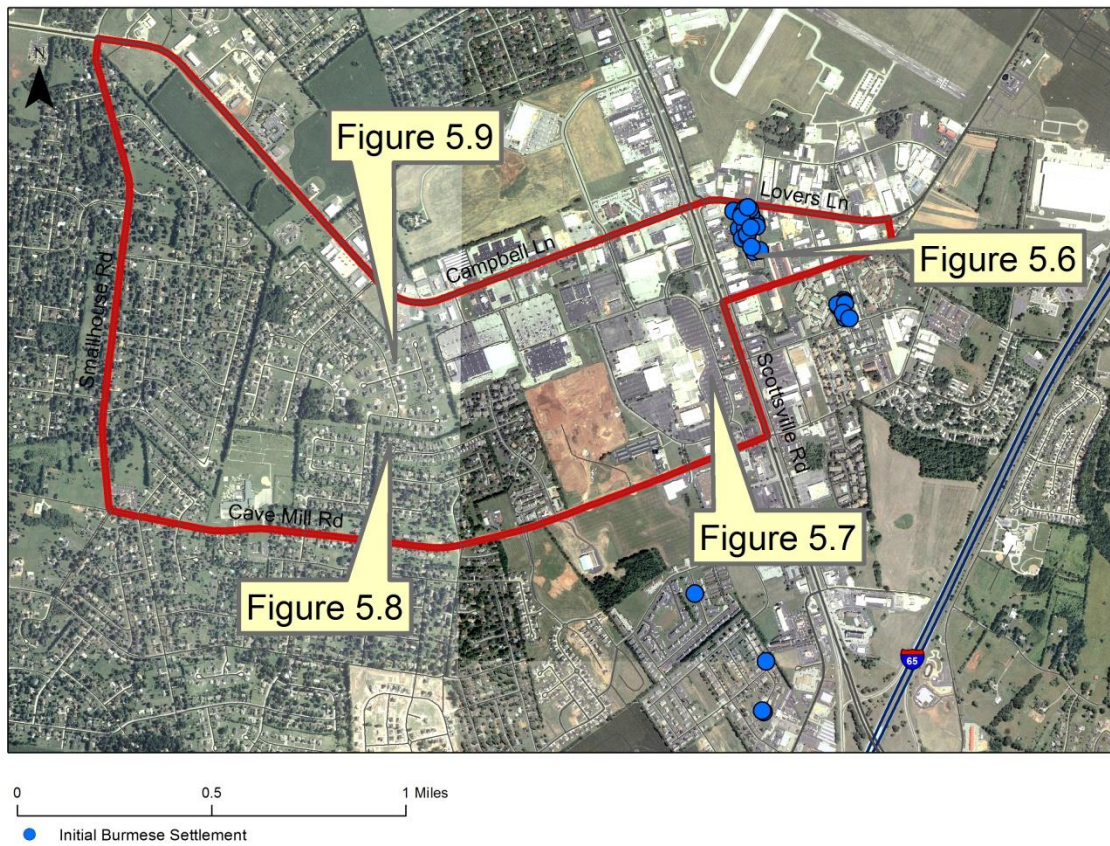 N
Figure 5.9
Lovers Ln
Campbell Ln
Figure 5.6
Smallhouse Rd
Scottsville Rd
Cave Mill Rd
Figure 5.7
Figure 5.8
65
0 0.5 1 Miles
Initial Burmese Settlement